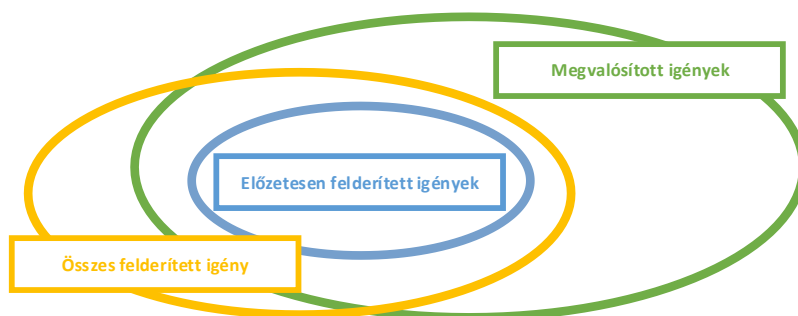 Megvalósított igények
Előzetesen felderített igények
Összes felderített igény